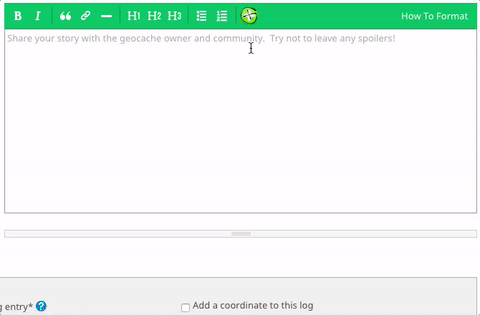 B I H1 H2 H3 How To Format
Share your story with the geocache owner and community. Try not to leave any spoilers!
g entry* ? Add a coordinate to this log